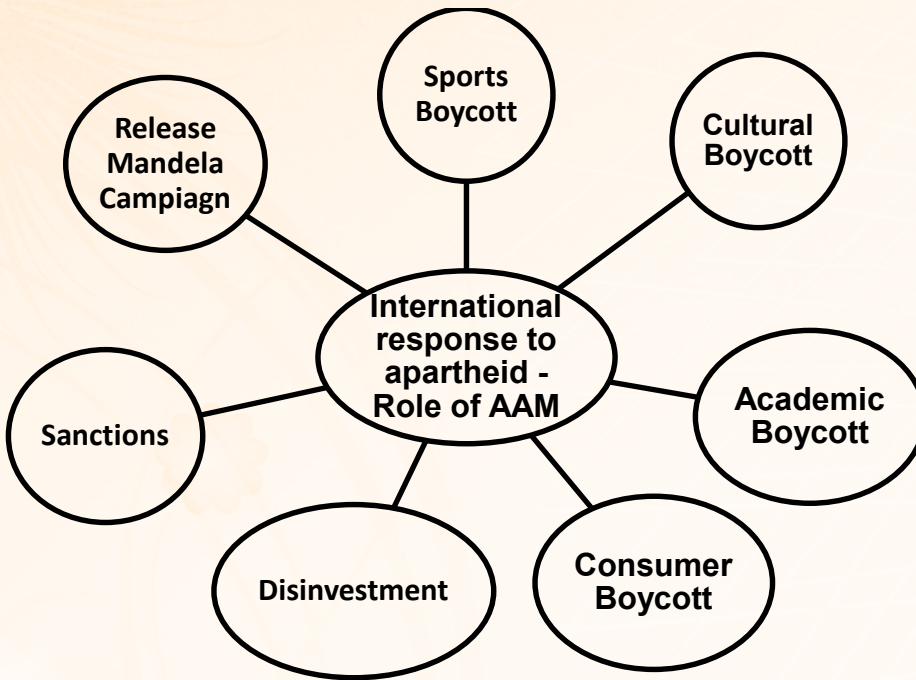 Sports
Boycott
Release
Mandela
Campiagn
Cultural
Boycott
International
response to
apartheid -
Role of AAM
Academic
Boycott
Sanctions
Disinvestment
Consumer
Boycott